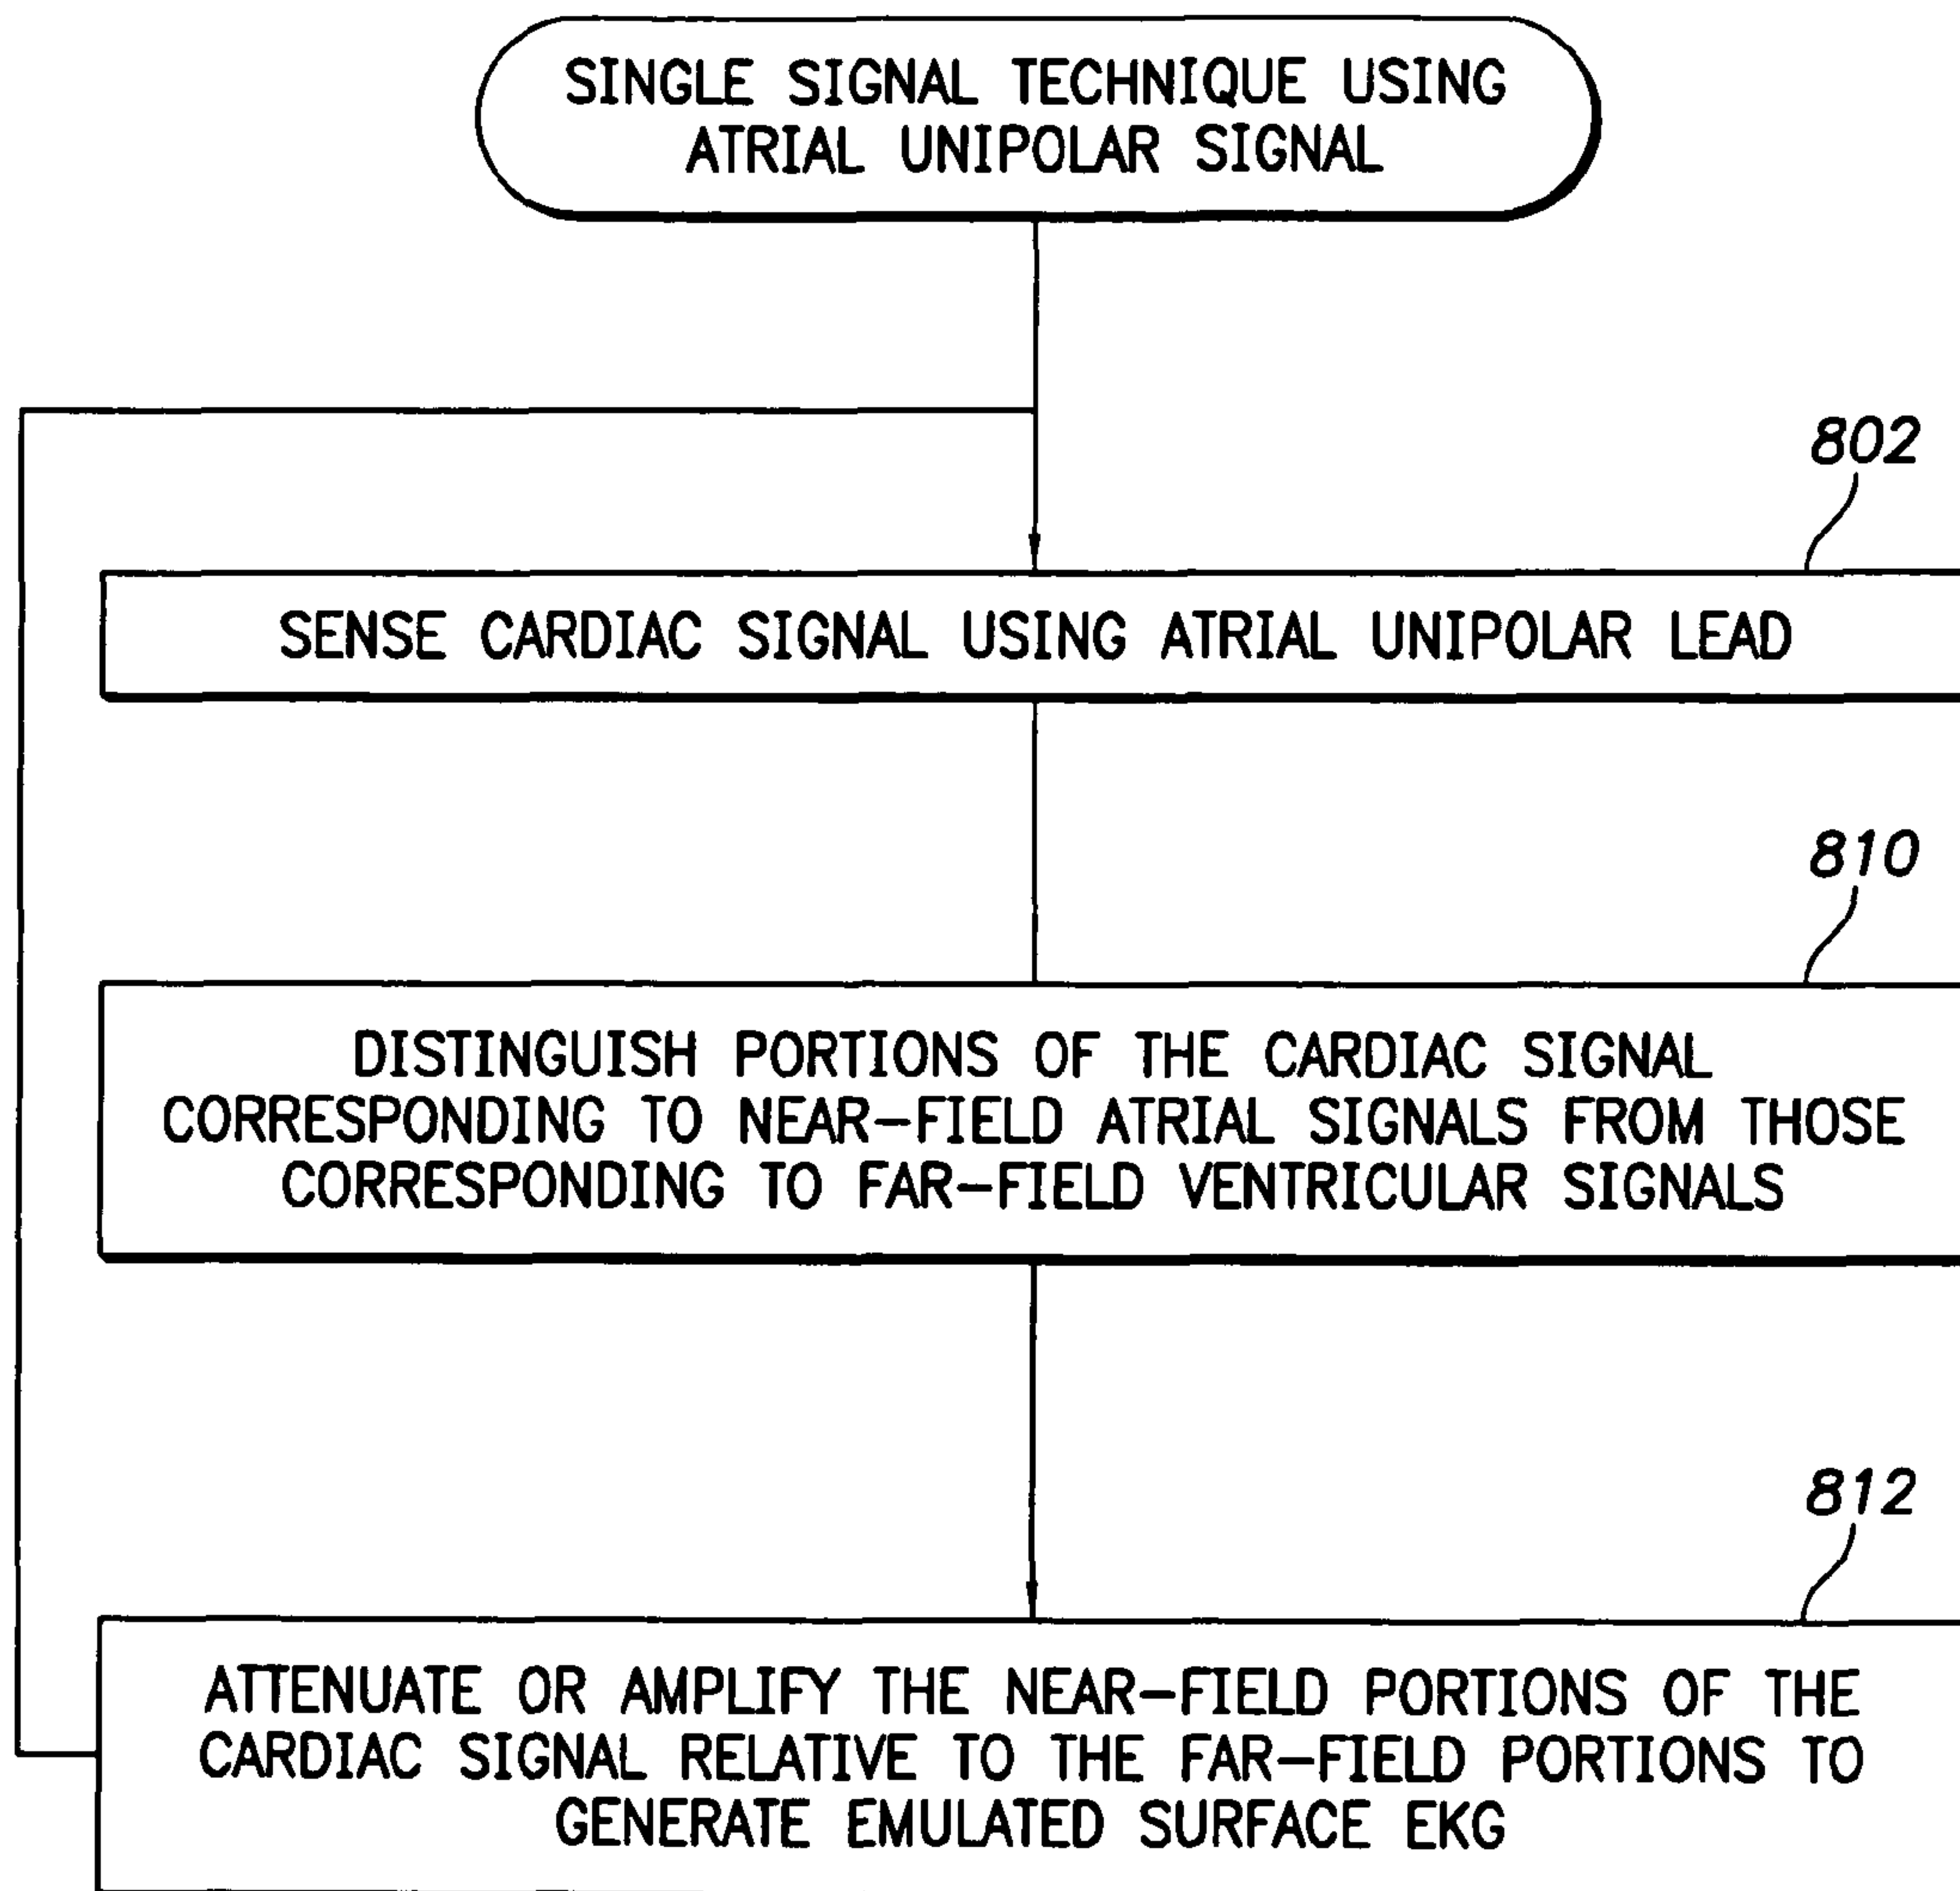 SINGLE SIGNAL TECHNIQUE USING
ATRIAL UNIPOLAR SIGNAL
802
SENSE CARDIAC SIGNAL USING ATRIAL UNIPOLAR LEAD
810
DISTINGUISH PORTIONS OF THE CARDIAC SIGNAL
CORRESPONDING TO NEAR-FIELD ATRIAL SIGNALS FROM THOSE
CORRESPONDING TO FAR-FIELD VENTRICULAR SIGNALS
812
ATTENUATE OR AMPLIFY THE NEAR-FIELD PORTIONS OF THE
CARDIAC SIGNAL RELATIVE TO THE FAR-FIELD PORTIONS TO
GENERATE EMULATED SURFACE EKG